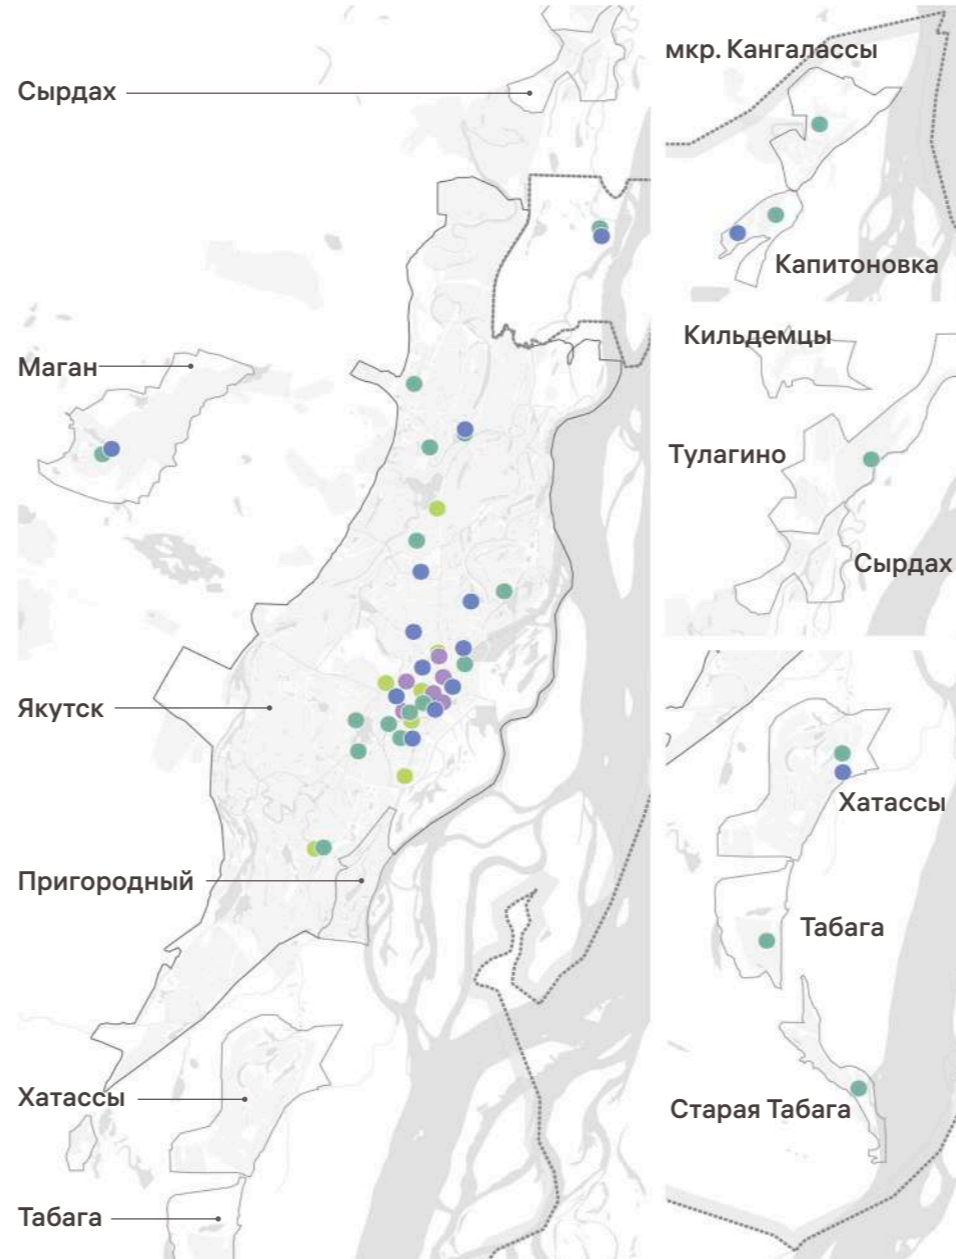 Сырдах
Маган
Якутск
Пригородный
Хатассы
Табага
мкр. Кангалассы
Капитоновка
Кильдемцы
Тулагино
Сырдах
Хатассы
Табага
Старая Табага